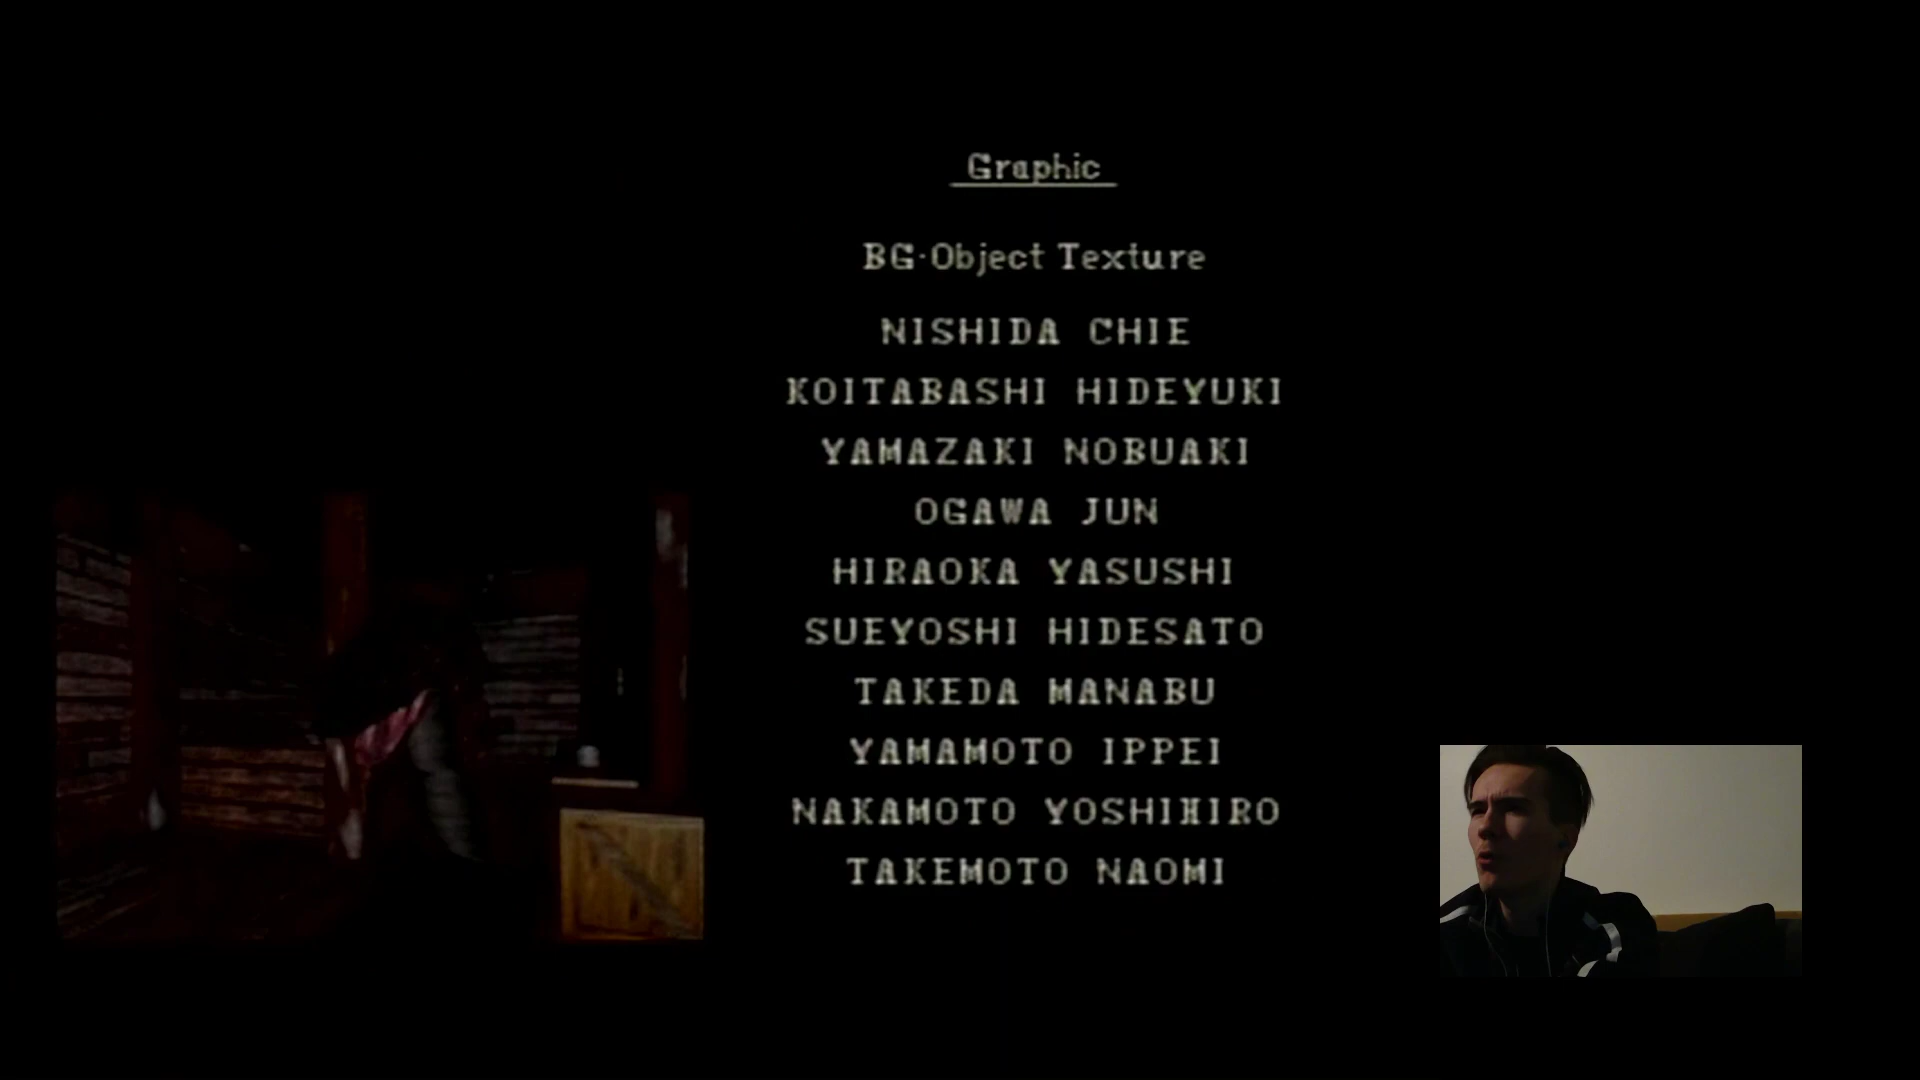 Graphic
BG·Object Texture
NISHIDA CHIE
KOITABASHI HIDEYUKI
YAMAZAKI NOBUAKI
OGAWA JUN
HIRAOKA YASUSHI
SUEYOSHI HIDESATO
TAKEDA MANABU
YAMAMOTO IPPEI
NAKAMOTO YOSHIHIRO
TAKEMOTO NAOMI